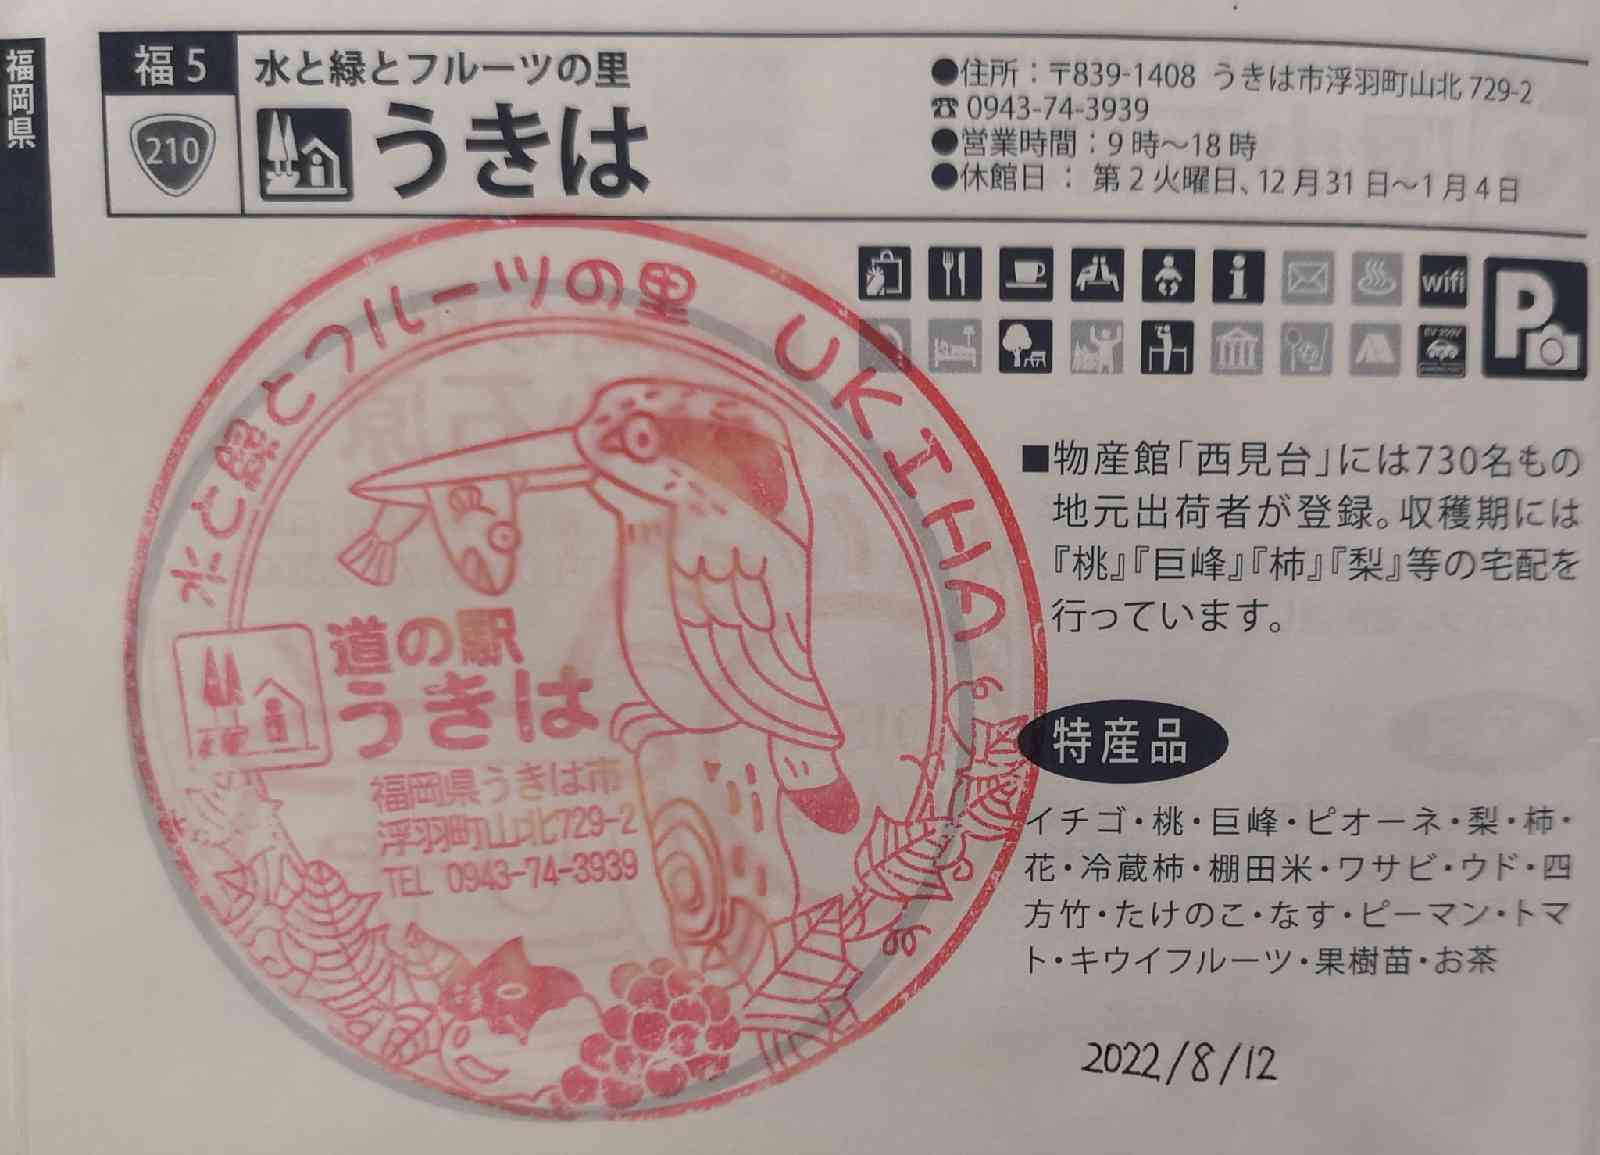 福岡県
福5
210
水と緑とフルーツの里
うきは
●住所：〒839-1408 うきは市浮羽町山北729-2
☎0943-74-3939
●営業時間：9時～18時
●休館日：第2火曜日、12月31日～1月4日
wifi
P
EV 200V
■物産館「西見台」には730名もの
地元出荷者が登録。収穫期には
『桃』『巨峰』『柿』『梨』等の宅配を
行っています。
特産品
イチゴ・桃・巨峰・ピオーネ・梨・柿・
花・冷蔵柿・棚田米・ワサビ・ウド・四
方竹・たけのこ・なす・ピーマン・トマ
ト・キウイフルーツ・果樹苗・お茶
2022/8/12
水と緑とフルーツの里 UKIHA
道の駅
うきは
福岡県うきは市
浮羽町山北729-2
TEL 0943-74-3939